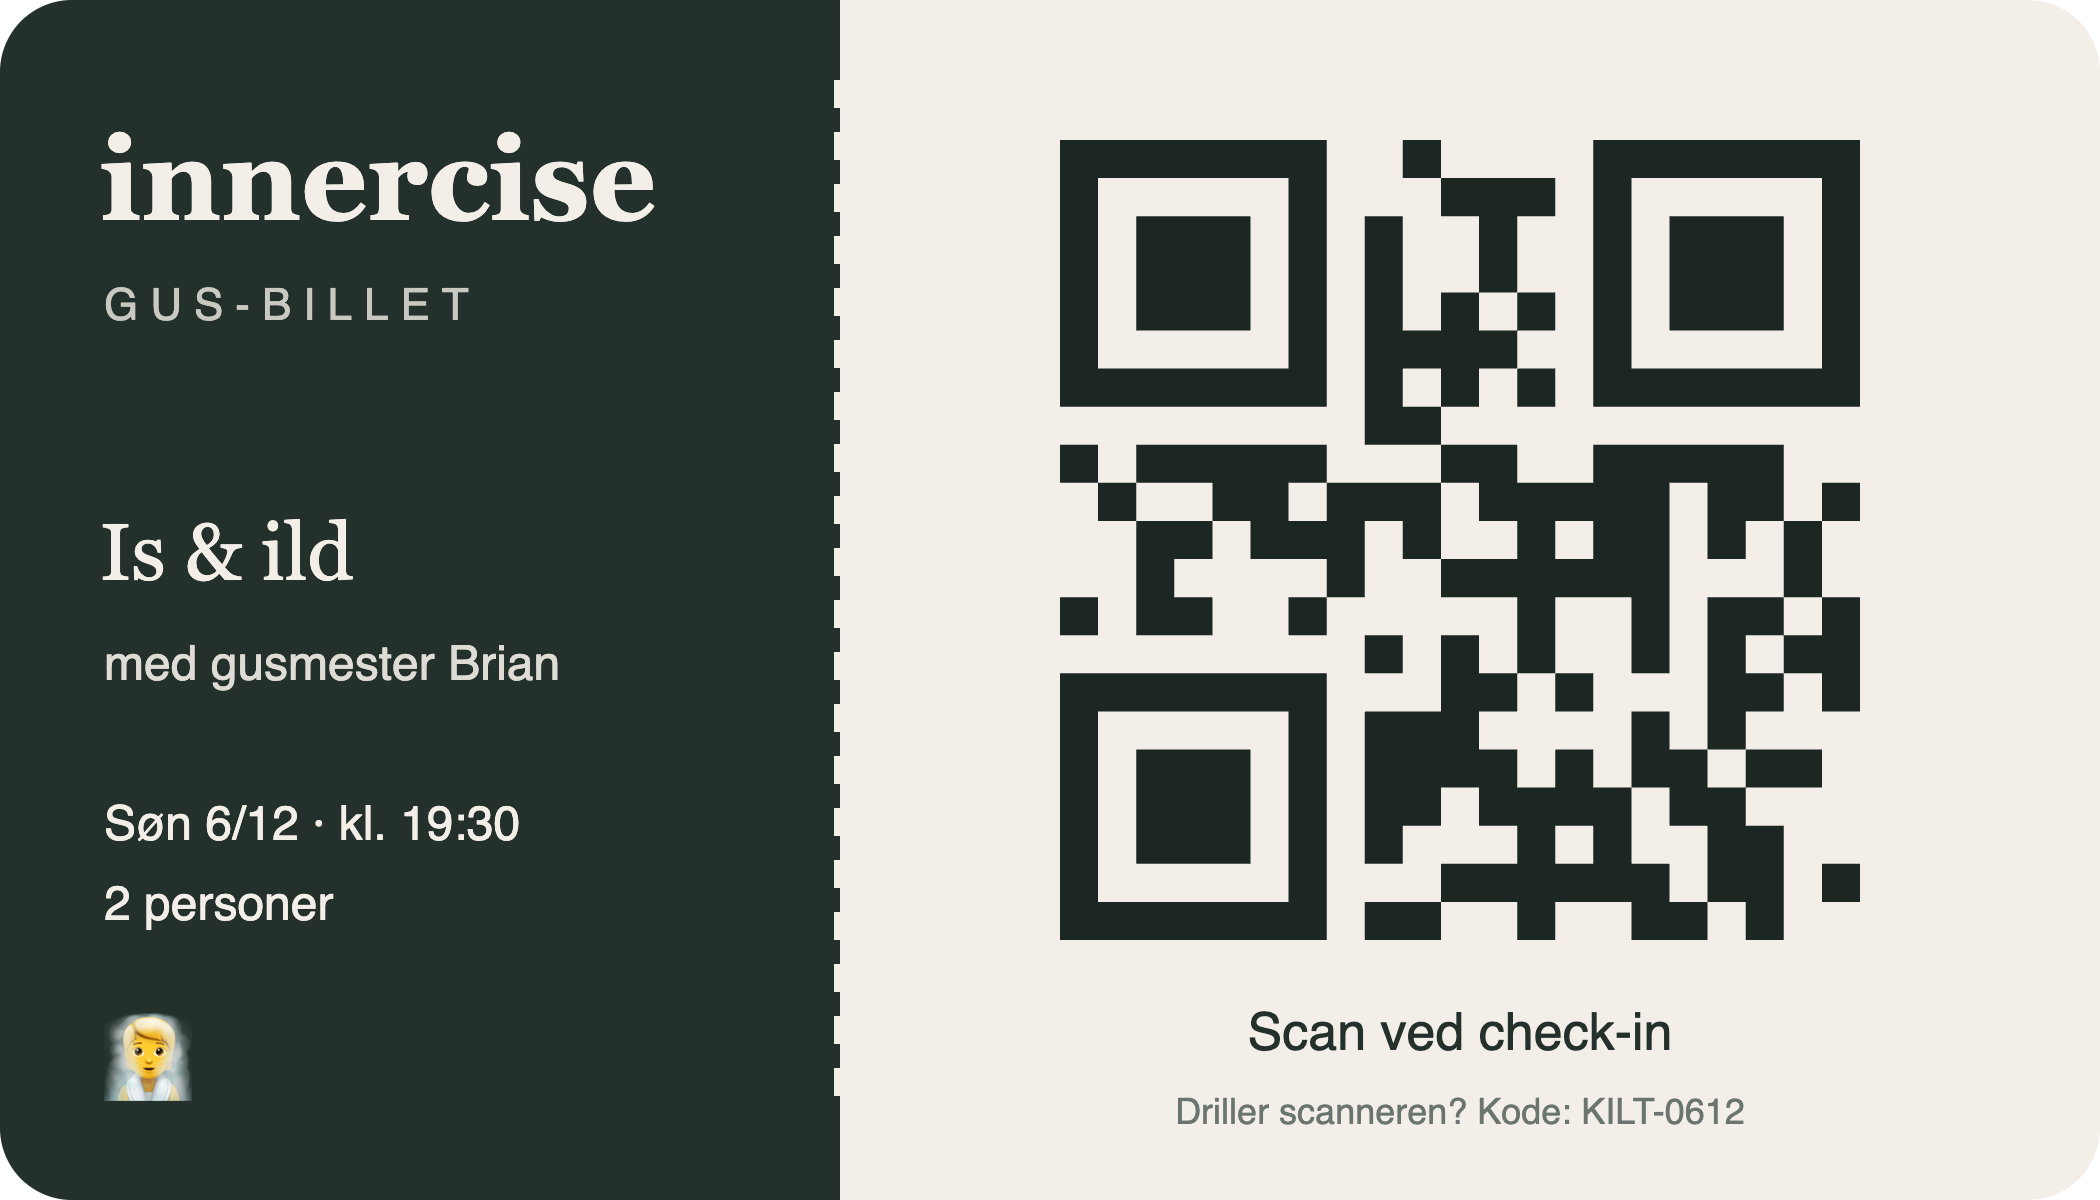 innercise
GUS-BILLET
Is & ild
med gusmester Brian
Søn 6/12 · kl. 19:30
2 personer
Scan ved check-in
Driller scanneren? Kode: KILT-0612